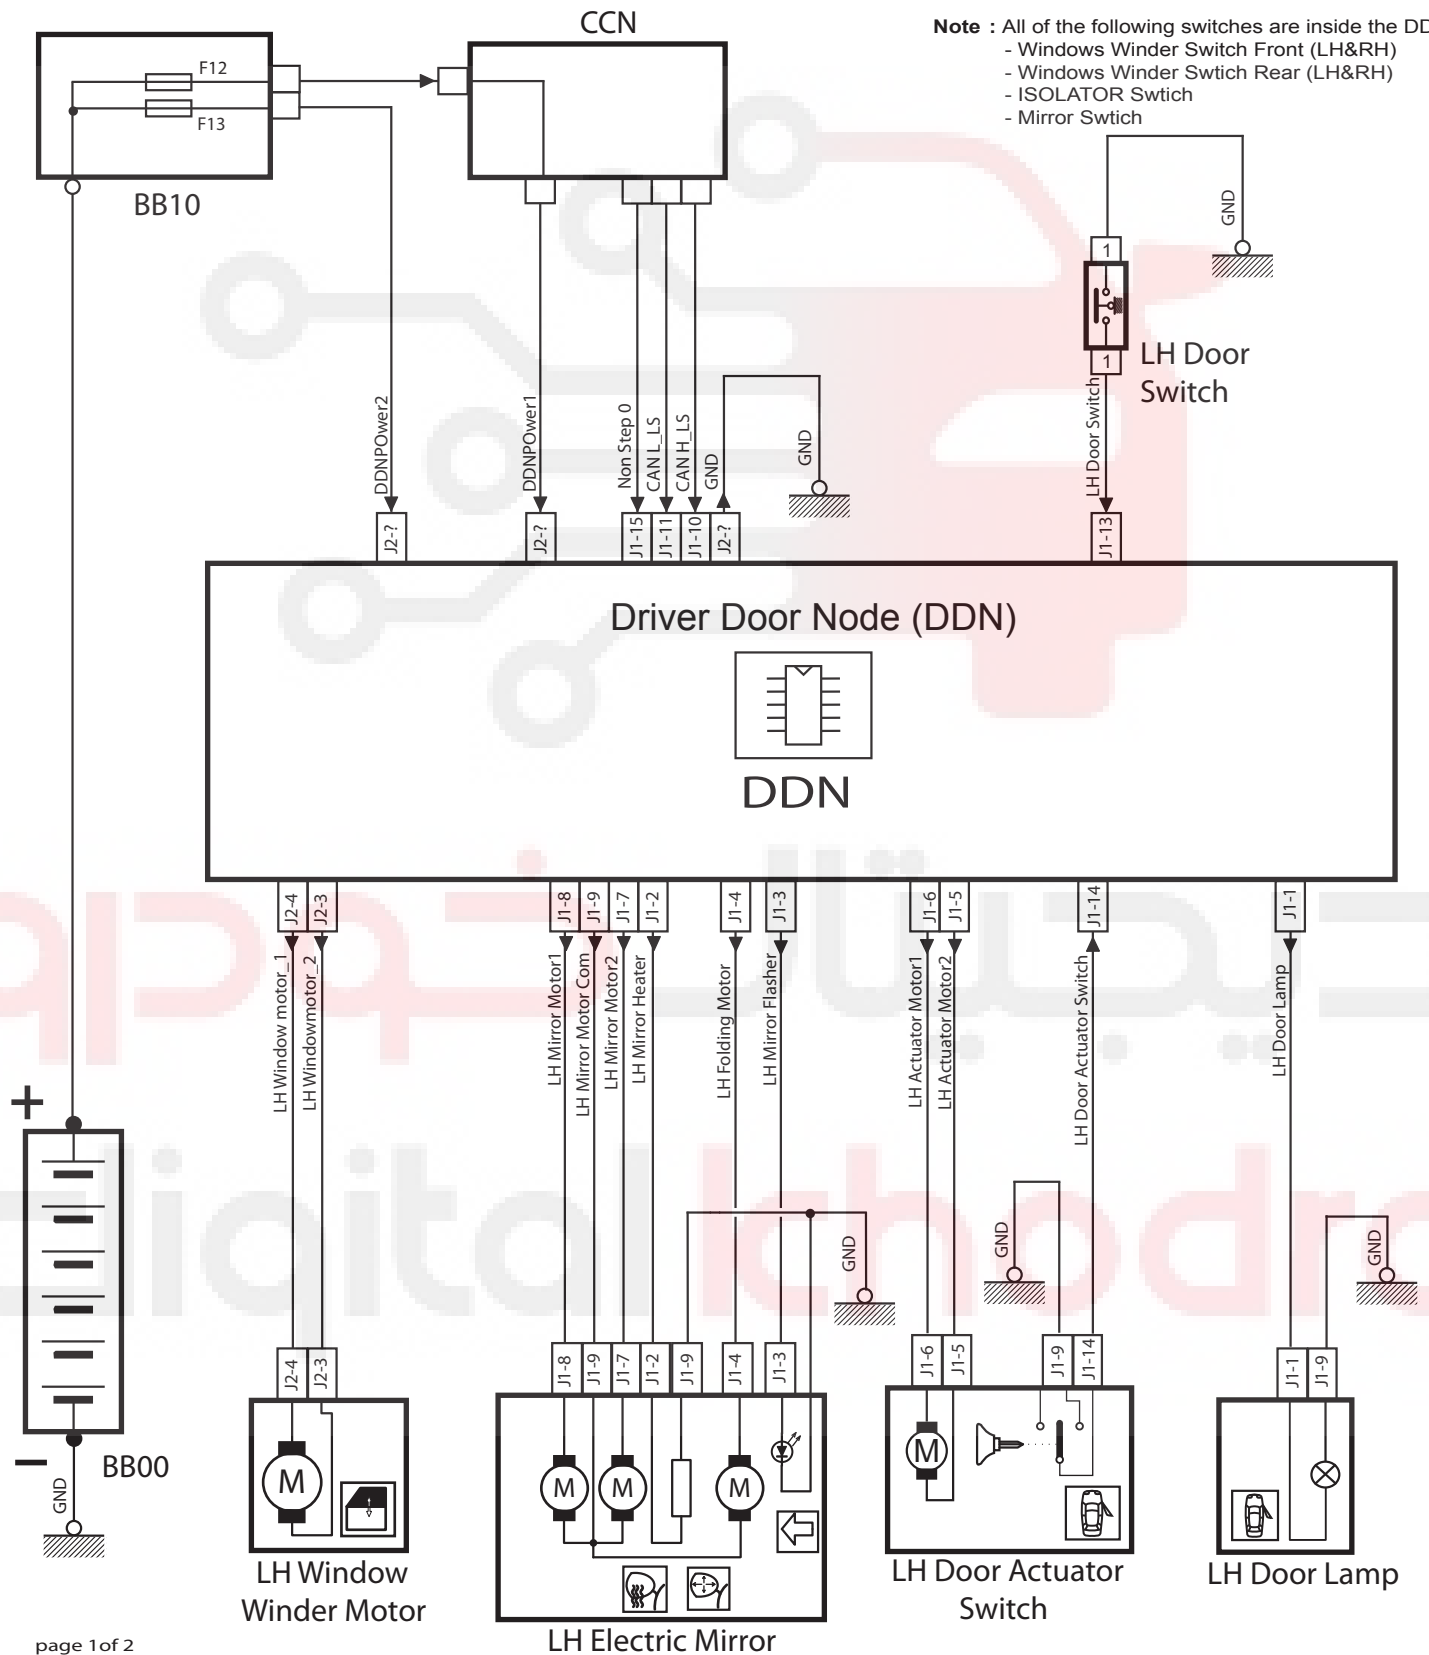 CCN
Note : All of the following switches are inside the DD
- Windows Winder Switch Front (LH&RH)
- Windows Winder Swtich Rear (LH&RH)
- ISOLATOR Swtich
- Mirror Swtich
F12
F13
BB10
GND
1
1
LH Door
Switch
DDNPOwer2
DDNPOwer1
Non Step 0
CAN L_LS
CAN H_LS
GND
GND
LH Door Switch
J2-?
J2-?
J1-15
J1-11
J1-10
J2-?
J1-13
Driver Door Node (DDN)
DDN
J2-4
J2-3
J1-8
J1-9
J1-7
J1-2
J1-4
J1-3
J1-6
J1-5
J1-14
J1-1
LH Window motor_1
LH Windowmotor_2
LH Mirror Motor1
LH Mirror Motor Com
LH Mirror Motor2
LH Mirror Heater
LH Folding Motor
LH Mirror Flasher
LH Actuator Motor1
LH Actuator Motor2
LH Door Actuator Switch
LH Door Lamp
دیجیتال خودرو
digital khodro
+
−
BB00
GND
GND
GND
GND
J2-4
J2-3
J1-8
J1-9
J1-7
J1-2
J1-9
J1-4
J1-3
J1-6
J1-5
J1-9
J1-14
J1-1
J1-9
M
M
M
M
M
LH Window
Winder Motor
LH Electric Mirror
LH Door Actuator
Switch
LH Door Lamp
page 1of 2